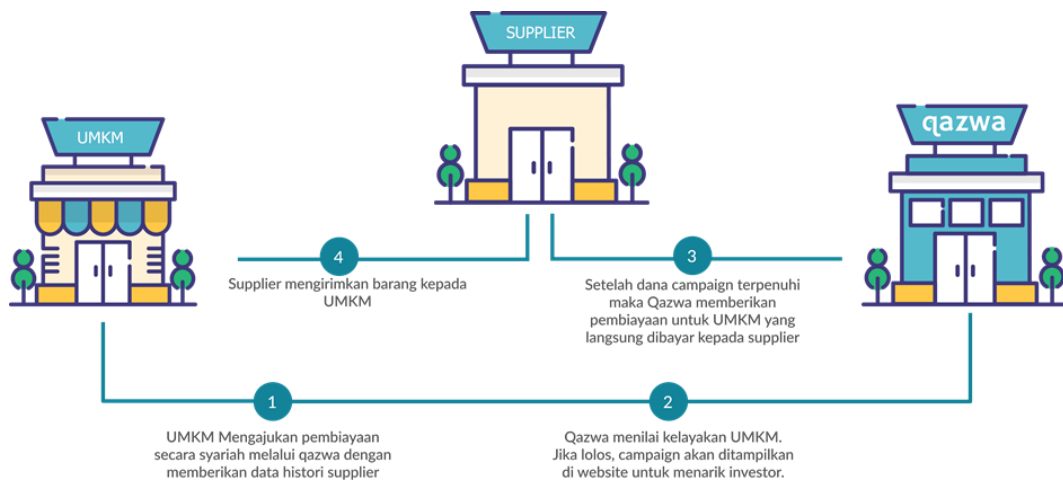 SUPPLIER
UMKM
qazwa
4
Supplier mengirimkan barang kepada
UMKM
3
Setelah dana campaign terpenuhi
maka Qazwa memberikan
pembiayaan untuk UMKM yang
langsung dibayar kepada supplier
1
UMKM Mengajukan pembiayaan
secara syariah melalui qazwa dengan
memberikan data histori supplier
2
Qazwa menilai kelayakan UMKM.
Jika lolos, campaign akan ditampilkan
di website untuk menarik investor.